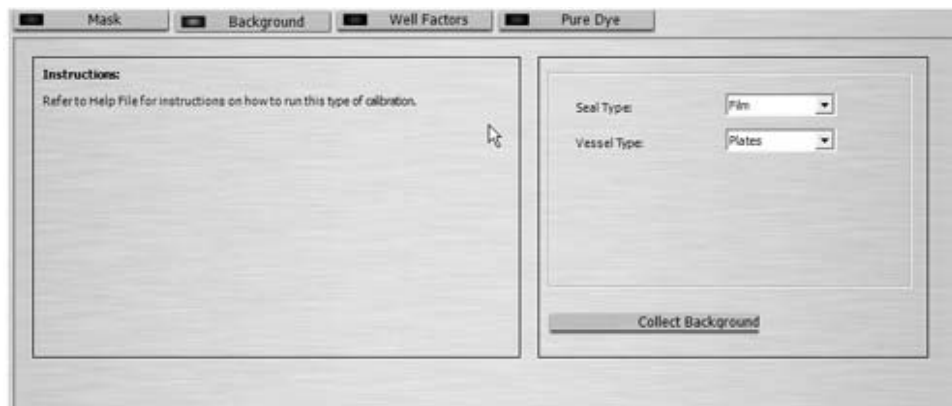 Mask Background Well Factors Pure Dye
Instructions:
Refer to Help File for instructions on how to run this type of calibration.
Seal Type: Film
Vessel Type: Plates
Collect Background